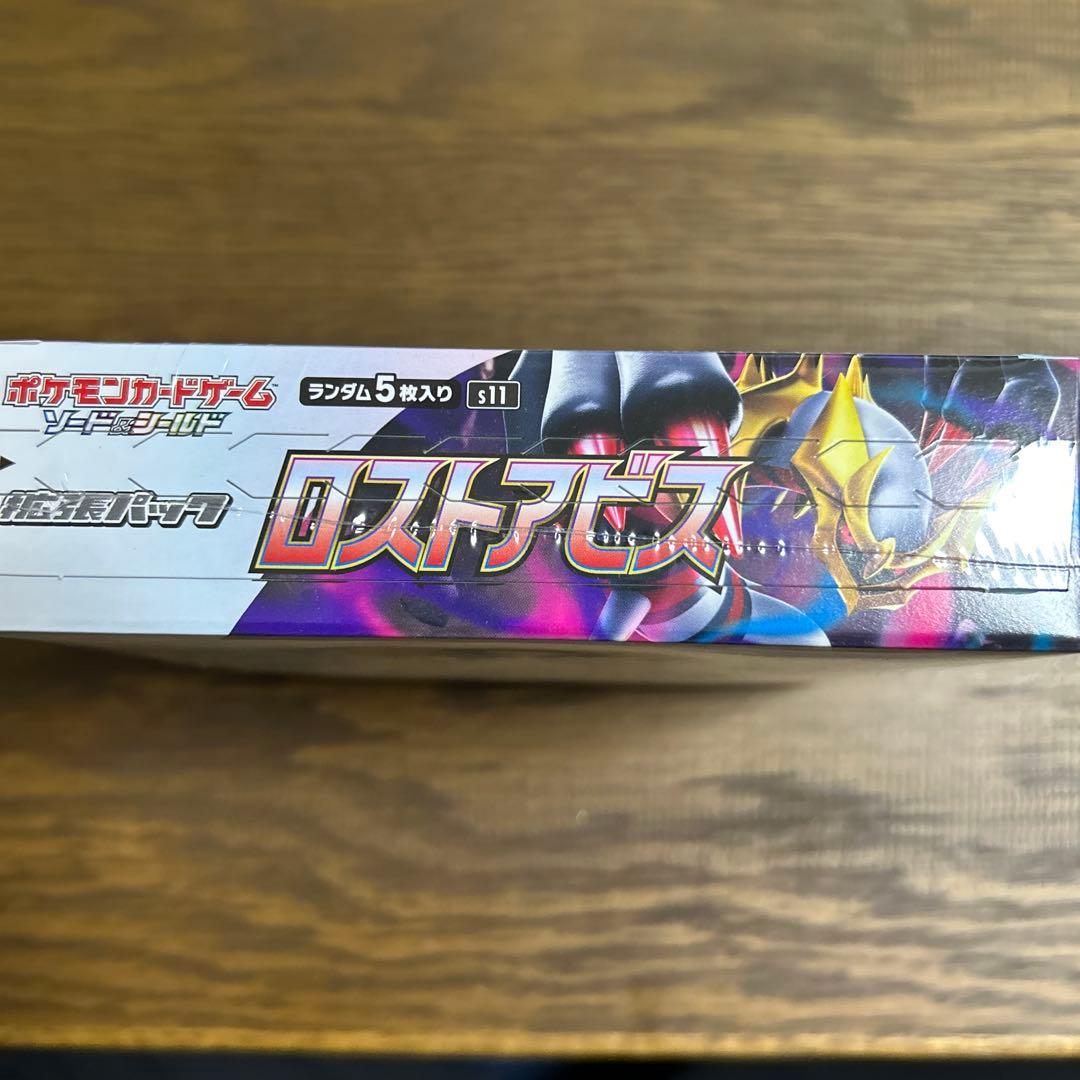 ポケモンカードゲーム
ソード&シールド
ランダム5枚入り s11
拡張パック
ロストアビス